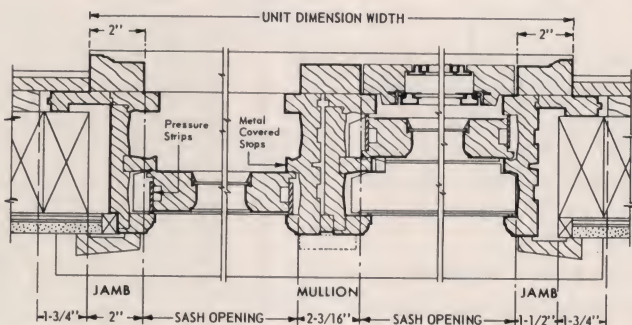 UNIT DIMENSION WIDTH
2"
2"
Pressure
Strips
Metal
Covered
Stops
JAMB
MULLION
JAMB
1-3/4"
2"
SASH OPENING
2-3/16"
SASH OPENING
1-1/2"
1-3/4"